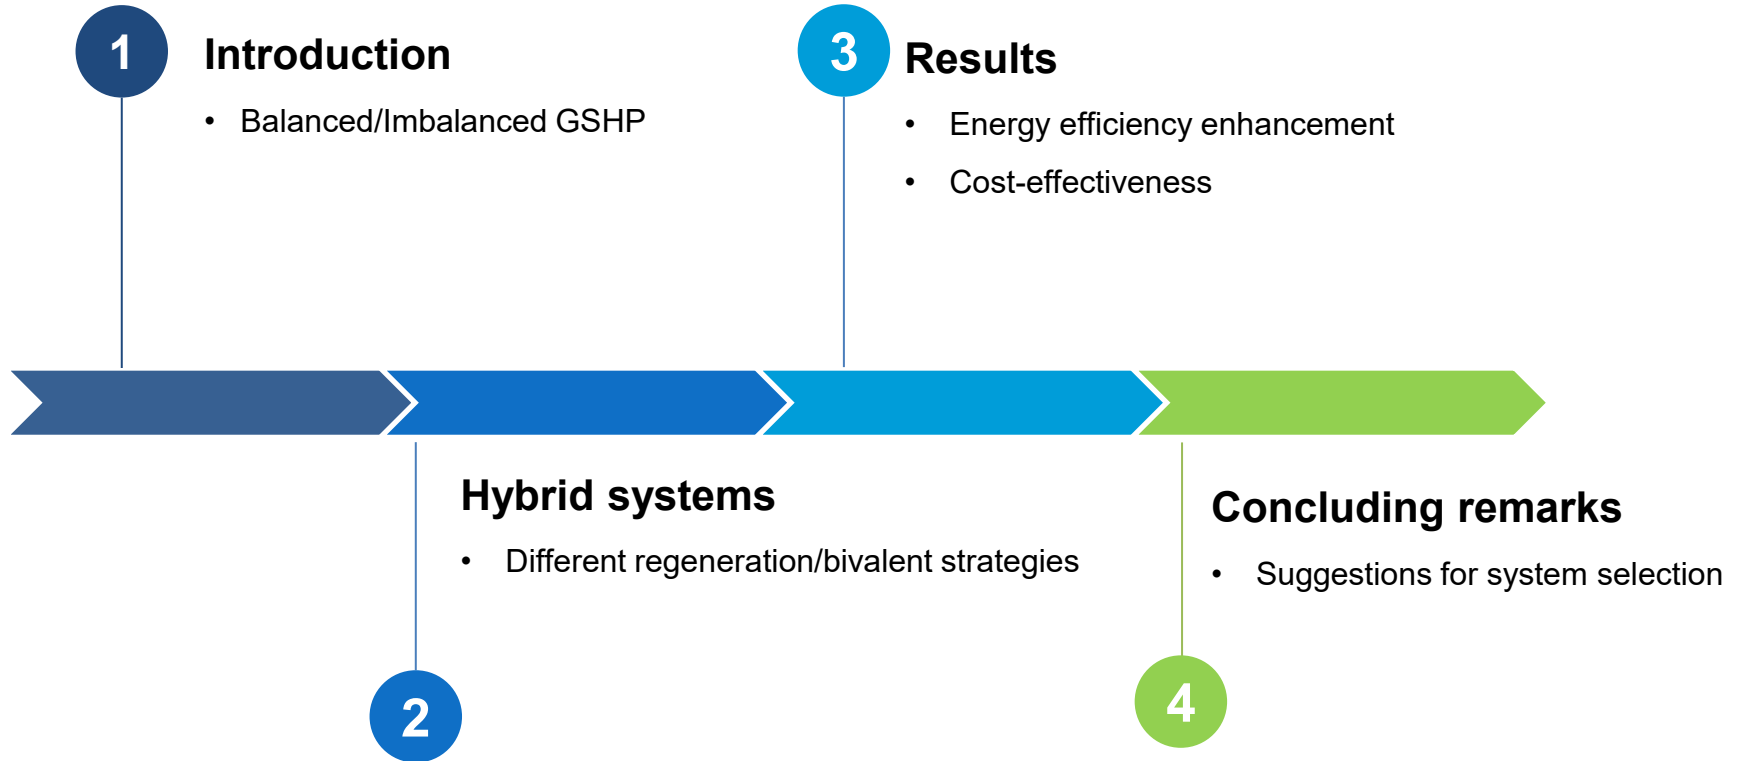 1
Introduction
• Balanced/Imbalanced GSHP
2
Hybrid systems
• Different regeneration/bivalent strategies
3
Results
• Energy efficiency enhancement
• Cost-effectiveness
4
Concluding remarks
• Suggestions for system selection